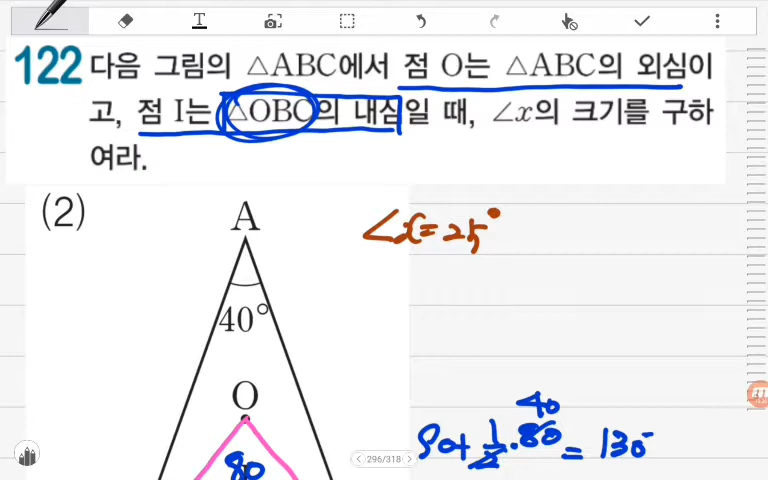 122 다음 그림의 △ABC에서 점 O는 △ABC의 외심이
고, 점 I는 △OBC의 내심일 때, ∠x의 크기를 구하
여라.
(2)
A
∠x=25°
40°
O
40
90+ 1/2 · 80 = 130
80
296/318